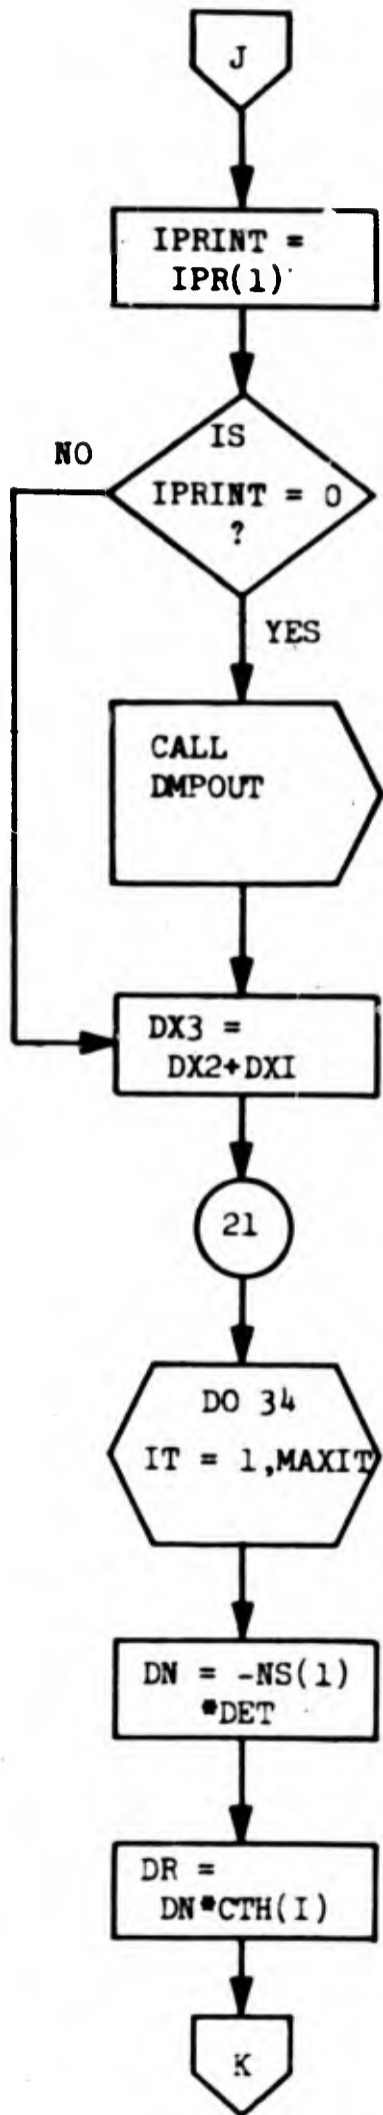 J
IPRINT =
IPR(1)
IS
NO
IPRINT = 0
?
YES
CALL
DMPOUT
DX3 =
DX2+DXI
21
DO 34
IT = 1,MAXIT
DN = -NS(1)
*DET
DR =
DN*CTH(I)
K